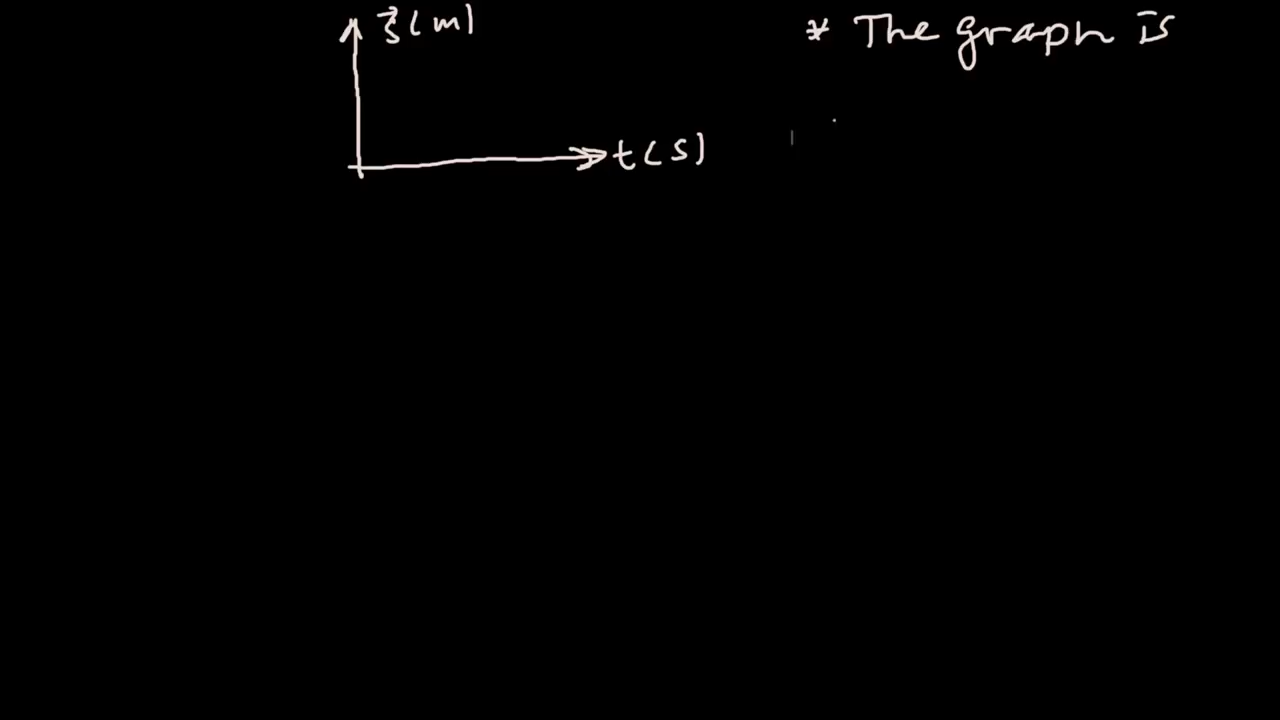 s⃗(m)
* The graph is
t(s)